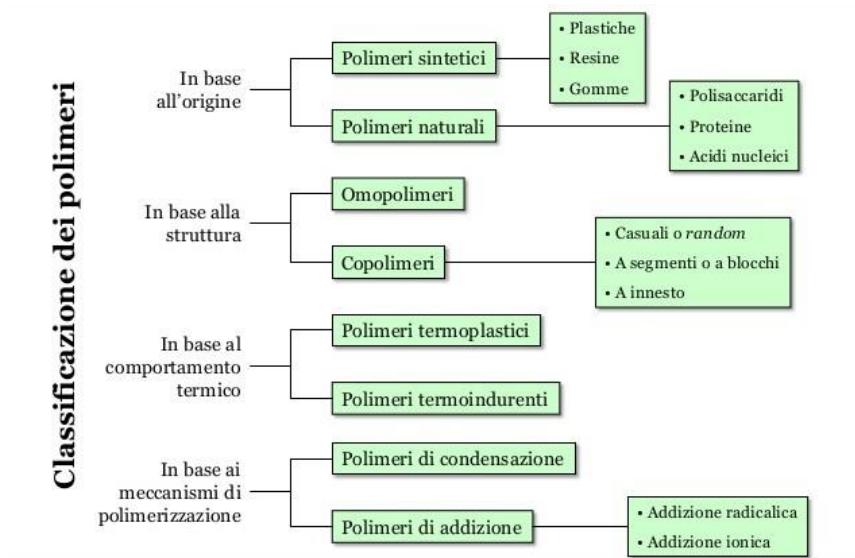 Classificazione dei polimeri
In base
all'origine
Polimeri sintetici
• Plastiche
• Resine
• Gomme
Polimeri naturali
• Polisaccaridi
• Proteine
• Acidi nucleici
In base alla
struttura
Omopolimeri
Copolimeri
• Casuali o random
• A segmenti o a blocchi
• A innesto
In base al
comportamento
termico
Polimeri termoplastici
Polimeri termoindurenti
In base ai
meccanismi di
polimerizzazione
Polimeri di condensazione
Polimeri di addizione
• Addizione radicalica
• Addizione ionica